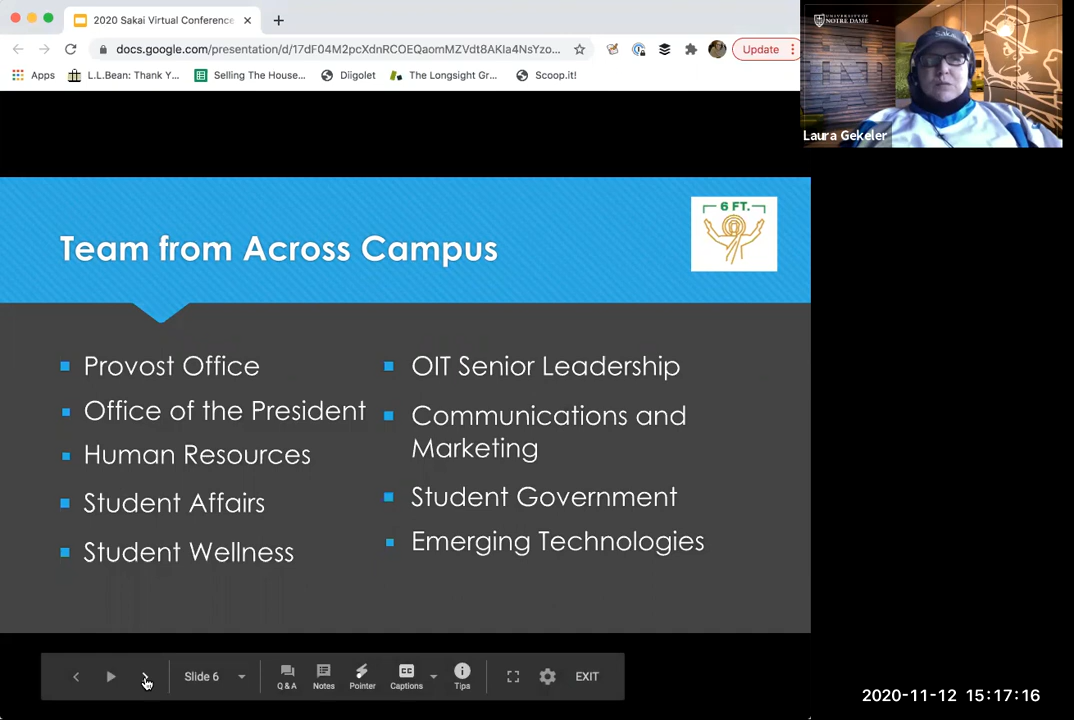 2020 Sakai Virtual Conference
docs.google.com/presentation/d/17dF04M2pcXdnRCOEQaomMZVdt8AKIa4NsYzo...
Update
Apps
L.L.Bean: Thank Y...
Selling The House...
Diigolet
The Longsight Gr...
Scoop.it!
UNIVERSITY OF
NOTRE DAME
Sakai
Laura Gekeler
6 FT.
Team from Across Campus
Provost Office
Office of the President
Human Resources
Student Affairs
Student Wellness
OIT Senior Leadership
Communications and
Marketing
Student Government
Emerging Technologies
Slide 6
Q & A
Notes
Pointer
CC
Captions
Tips
EXIT
2020-11-12 15:17:16